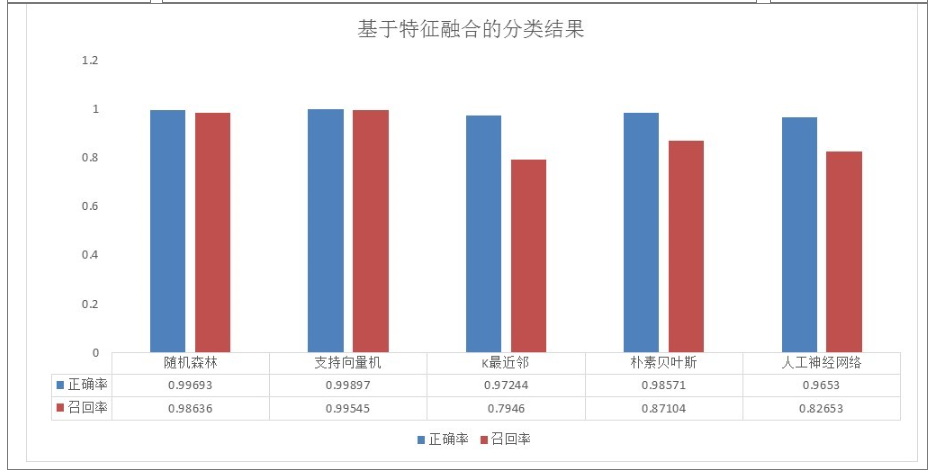 基于特征融合的分类结果
1.2
1
0.8
0.6
0.4
0.2
0
随机森林 支持向量机 K最近邻 朴素贝叶斯 人工神经网络
正确率 0.99693 0.99897 0.97244 0.98571 0.9653
召回率 0.98636 0.99545 0.7946 0.87104 0.82653
正确率 召回率